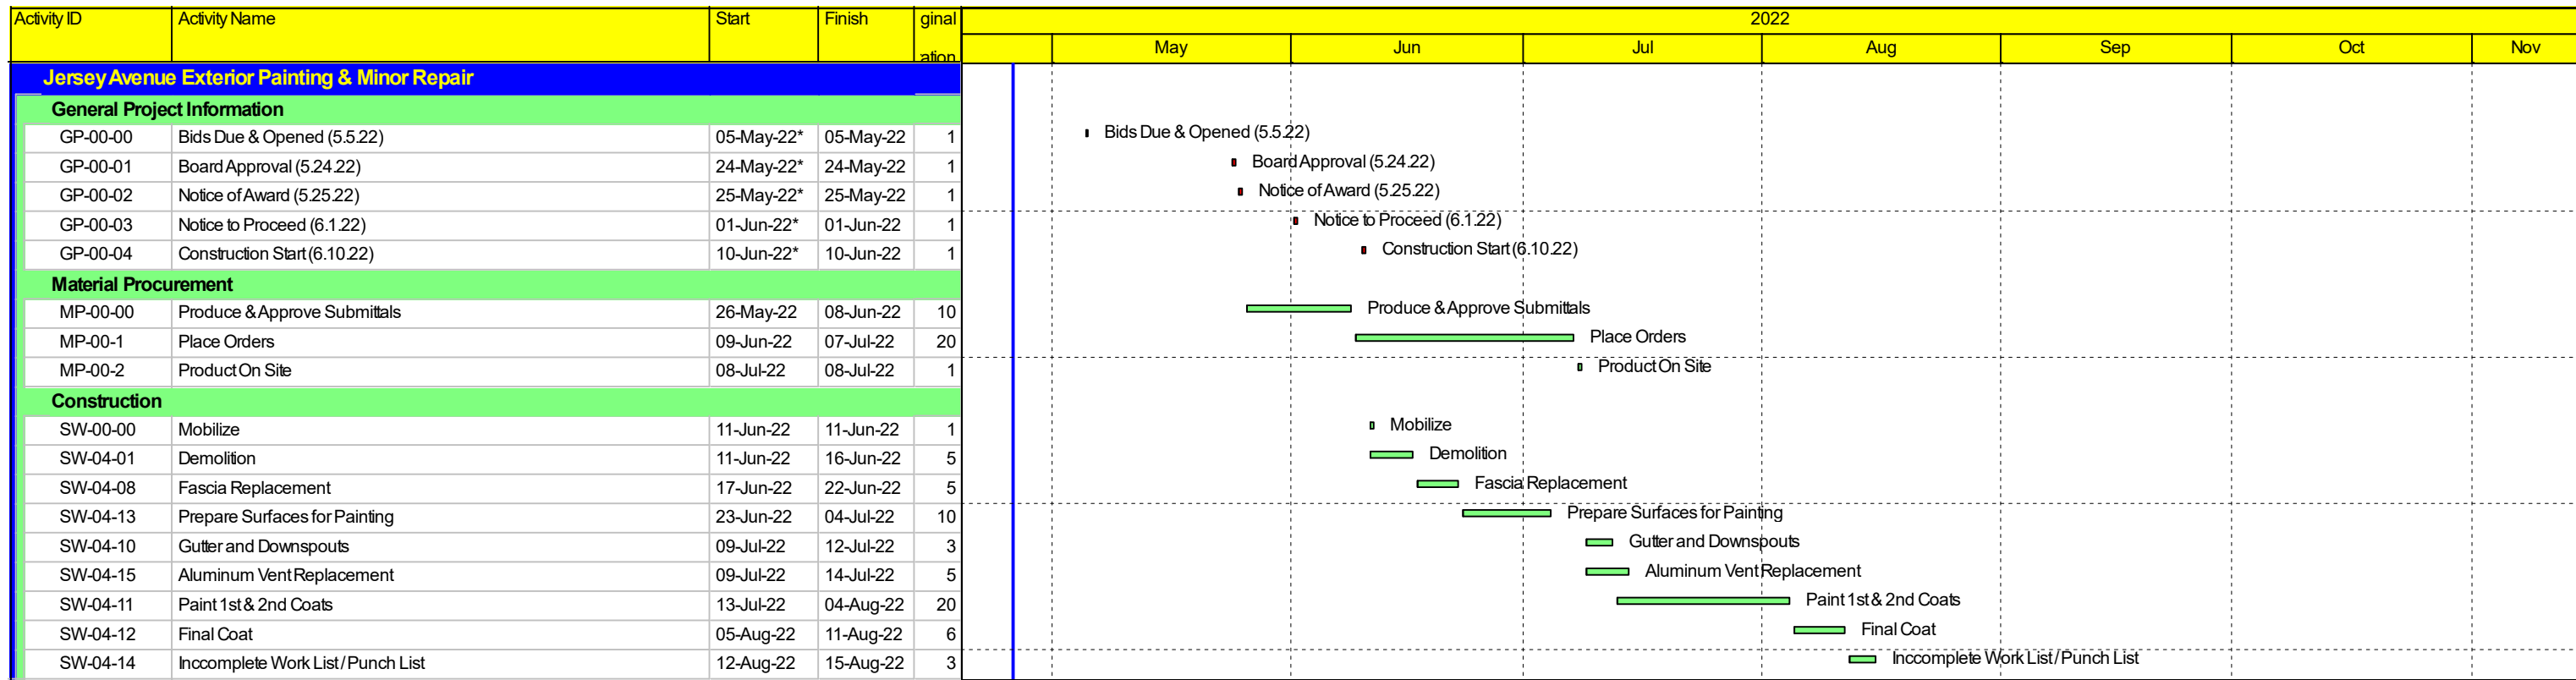 Activity ID Activity Name Start Finish ginal ation 2022
May Jun Jul Aug Sep Oct Nov
Jersey Avenue Exterior Painting & Minor Repair
General Project Information
GP-00-00 Bids Due & Opened (5.5.22) 05-May-22* 05-May-22 1 Bids Due & Opened (5.5.22)
GP-00-01 Board Approval (5.24.22) 24-May-22* 24-May-22 1 Board Approval (5.24.22)
GP-00-02 Notice of Award (5.25.22) 25-May-22* 25-May-22 1 Notice of Award (5.25.22)
GP-00-03 Notice to Proceed (6.1.22) 01-Jun-22* 01-Jun-22 1 Notice to Proceed (6.1.22)
GP-00-04 Construction Start (6.10.22) 10-Jun-22* 10-Jun-22 1 Construction Start (6.10.22)
Material Procurement
MP-00-00 Produce & Approve Submittals 26-May-22 08-Jun-22 10 Produce & Approve Submittals
MP-00-1 Place Orders 09-Jun-22 07-Jul-22 20 Place Orders
MP-00-2 Product On Site 08-Jul-22 08-Jul-22 1 Product On Site
Construction
SW-00-00 Mobilize 11-Jun-22 11-Jun-22 1 Mobilize
SW-04-01 Demolition 11-Jun-22 16-Jun-22 5 Demolition
SW-04-08 Fascia Replacement 17-Jun-22 22-Jun-22 5 Fascia Replacement
SW-04-13 Prepare Surfaces for Painting 23-Jun-22 04-Jul-22 10 Prepare Surfaces for Painting
SW-04-10 Gutter and Downspouts 09-Jul-22 12-Jul-22 3 Gutter and Downspouts
SW-04-15 Aluminum Vent Replacement 09-Jul-22 14-Jul-22 5 Aluminum Vent Replacement
SW-04-11 Paint 1st & 2nd Coats 13-Jul-22 04-Aug-22 20 Paint 1st & 2nd Coats
SW-04-12 Final Coat 05-Aug-22 11-Aug-22 6 Final Coat
SW-04-14 Inccomplete Work List / Punch List 12-Aug-22 15-Aug-22 3 Inccomplete Work List / Punch List